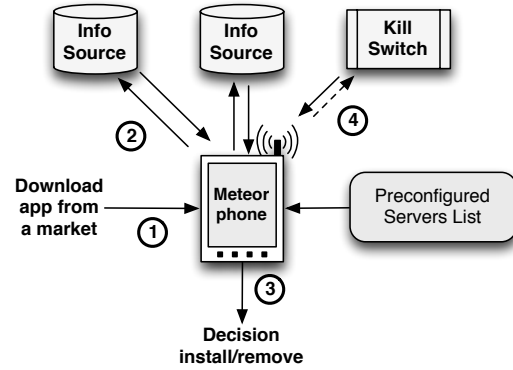 Info
Source
Info
Source
Kill
Switch
2
4
Download
app from
a market
1
Meteor
phone
Preconfigured
Servers List
3
Decision
install/remove